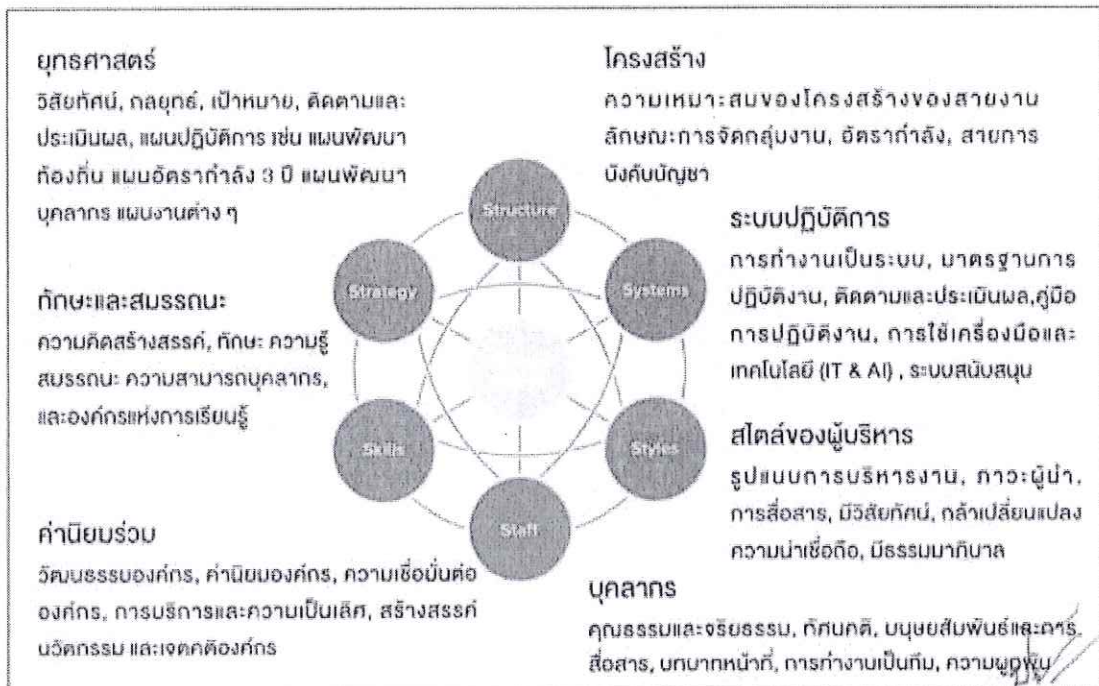 ยุทธศาสตร์
วิสัยทัศน์, กลยุทธ์, เป้าหมาย, ติดตามและ
ประเมินผล, แผนปฏิบัติการ เช่น แผนพัฒนา
ท้องถิ่น แผนอัตรากำลัง 3 ปี แผนพัฒนา
บุคลากร แผนงานต่าง ๆ
โครงสร้าง
ความเหมาะสมของโครงสร้างของสายงาน
ลักษณะการจัดกลุ่มงาน, อัตรากำลัง, สายการ
บังคับบัญชา
Structure
Strategy
Systems
Skills
Styles
Staff
ระบบปฏิบัติการ
การทำงานเป็นระบบ, มาตรฐานการ
ปฏิบัติงาน, ติดตามและประเมินผล,คู่มือ
การปฏิบัติงาน, การใช้เครื่องมือและ
เทคโนโลยี (IT & AI) , ระบบสนับสนุน
ทักษะและสมรรถนะ
ความคิดสร้างสรรค์, ทักษะ ความรู้
สมรรถนะ ความสามารถบุคลากร,
และองค์กรแห่งการเรียนรู้
สไตล์ของผู้บริหาร
รูปแบบการบริหารงาน, ภาวะผู้นำ,
การสื่อสาร, มีวิสัยทัศน์, กล้าเปลี่ยนแปลง
ความน่าเชื่อถือ, มีธรรมาภิบาล
ค่านิยมร่วม
วัฒนธรรมองค์กร, ค่านิยมองค์กร, ความเชื่อมั่นต่อ
องค์กร, การบริการและความเป็นเลิศ, สร้างสรรค์
นวัตกรรม และเจตคติองค์กร
บุคลากร
คุณธรรมและจริยธรรม, ทัศนคติ, มนุษยสัมพันธ์และการ
สื่อสาร, บทบาทหน้าที่, การทำงานเป็นทีม, ความผูกพัน